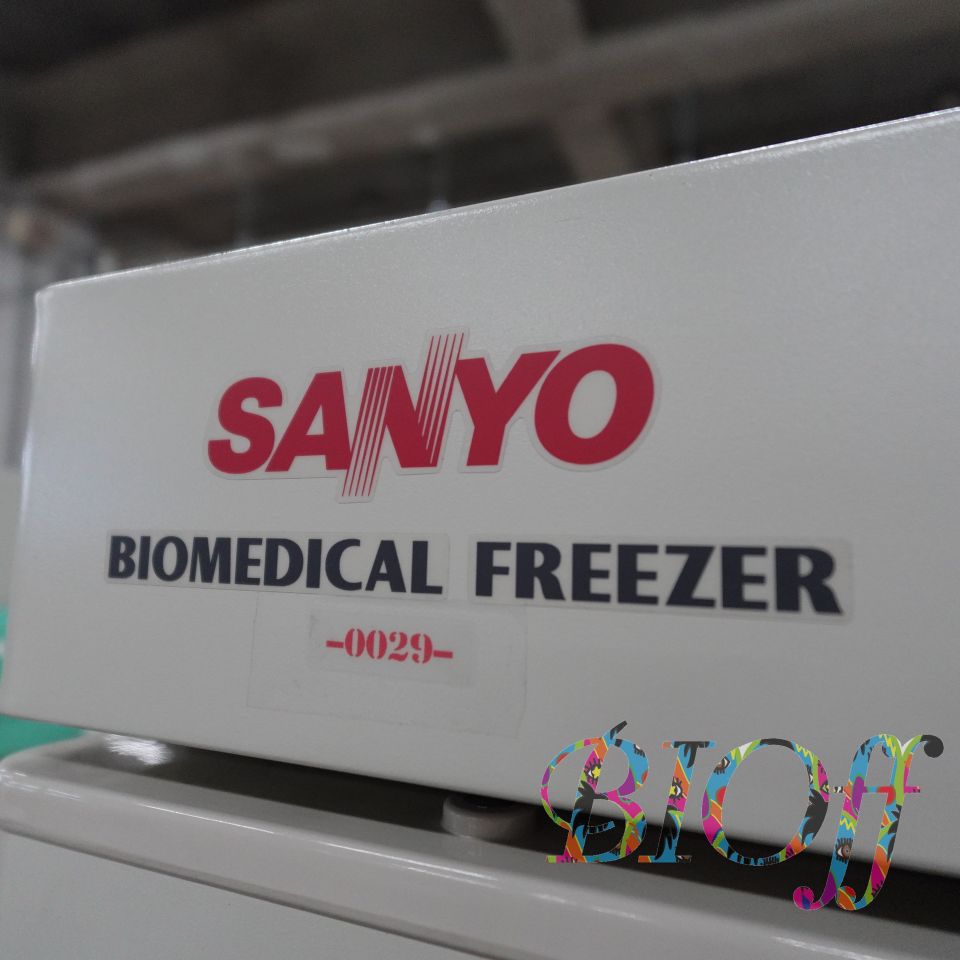 SANYO
BIOMEDICAL FREEZER
-0029-
BIOff